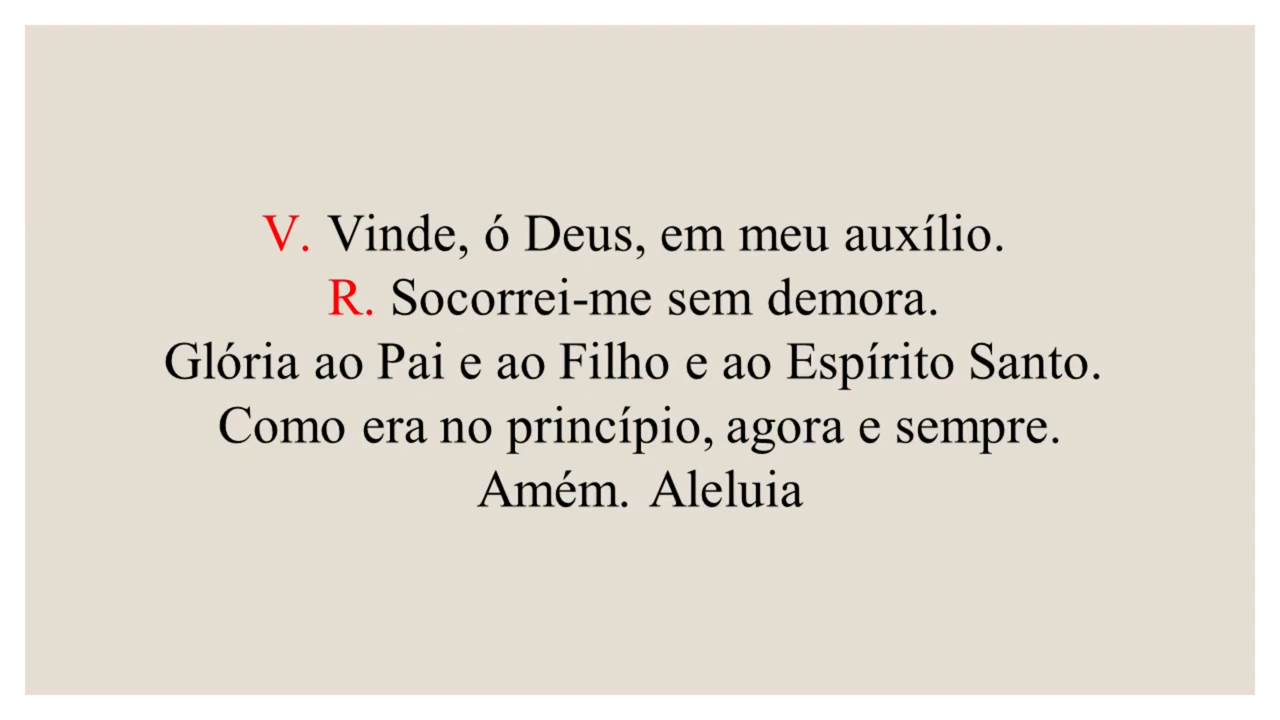 V. Vinde, ó Deus, em meu auxílio.
R. Socorrei-me sem demora.
Glória ao Pai e ao Filho e ao Espírito Santo.
Como era no princípio, agora e sempre.
Amém. Aleluia